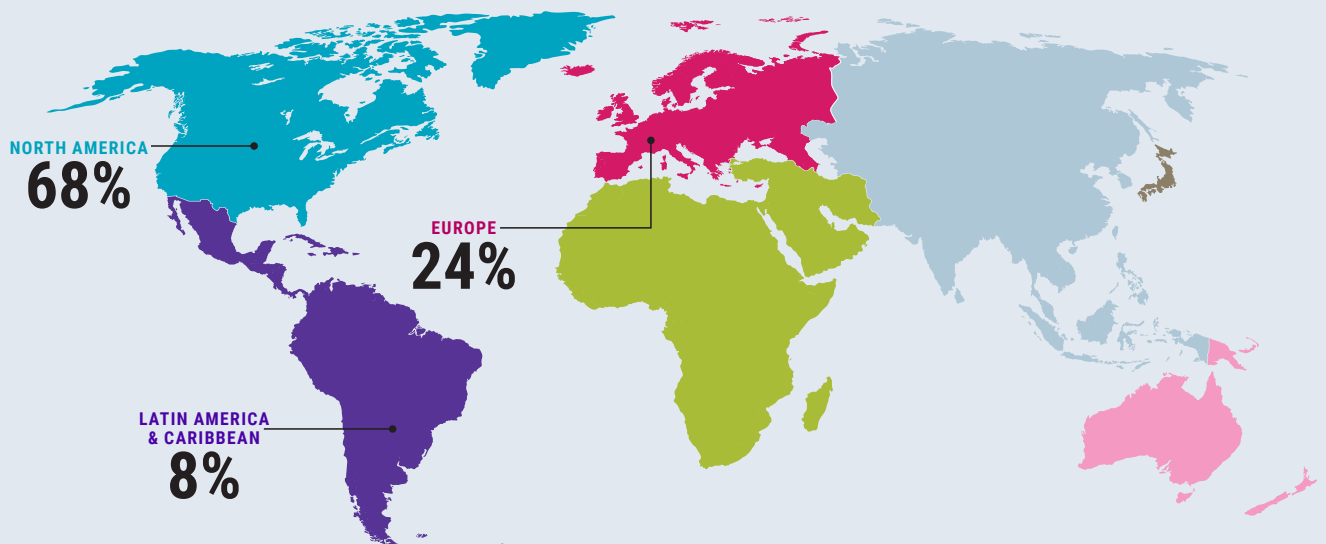 NORTH AMERICA
68%
EUROPE
24%
LATIN AMERICA
& CARIBBEAN
8%